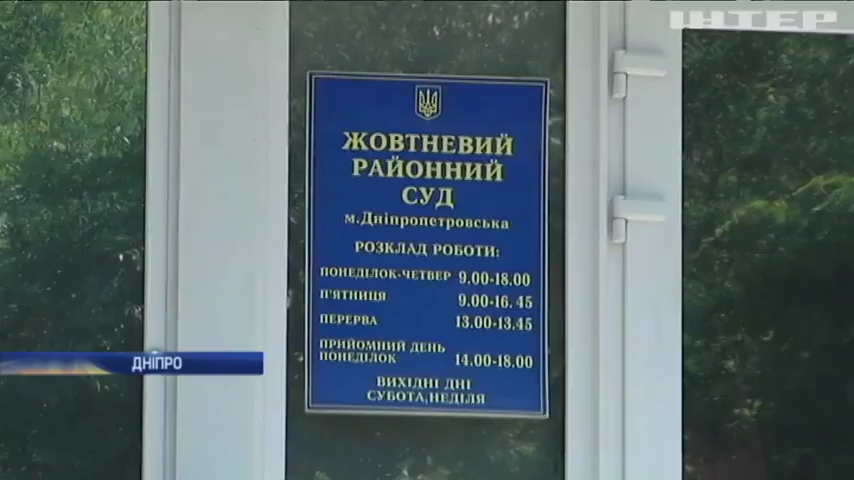 ІНТЕР
ЖОВТНЕВИЙ
РАЙОННИЙ
СУД
м.Дніпропетровська
РОЗКЛАД РОБОТИ:
ПОНЕДІЛОК-ЧЕТВЕР 9.00-18.00
П'ЯТНИЦЯ 9.00-16.45
ПЕРЕРВА 13.00-13.45
ПРИЙОМНИЙ ДЕНЬ
ПОНЕДІЛОК 14.00-18.00
ВИХІДНІ ДНІ
СУБОТА,НЕДІЛЯ
ДНІПРО